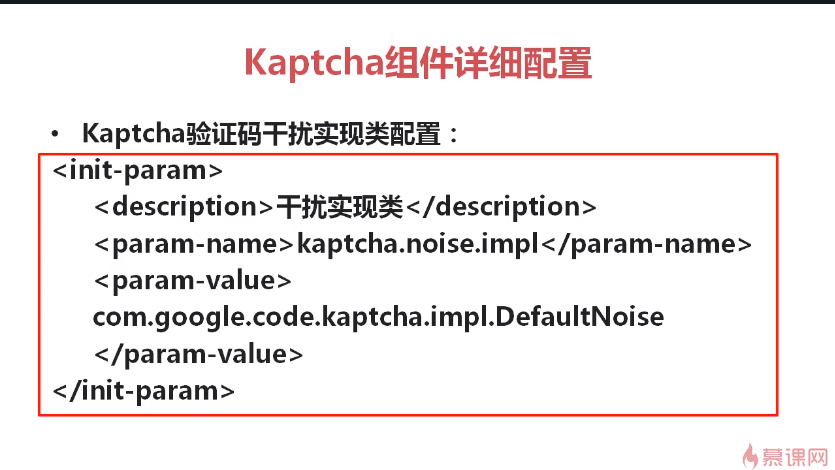 Kaptcha组件详细配置
• Kaptcha验证码干扰实现类配置：
<init-param>
<description>干扰实现类</description>
<param-name>kaptcha.noise.impl</param-name>
<param-value>
com.google.code.kaptcha.impl.DefaultNoise
</param-value>
</init-param>
慕课网